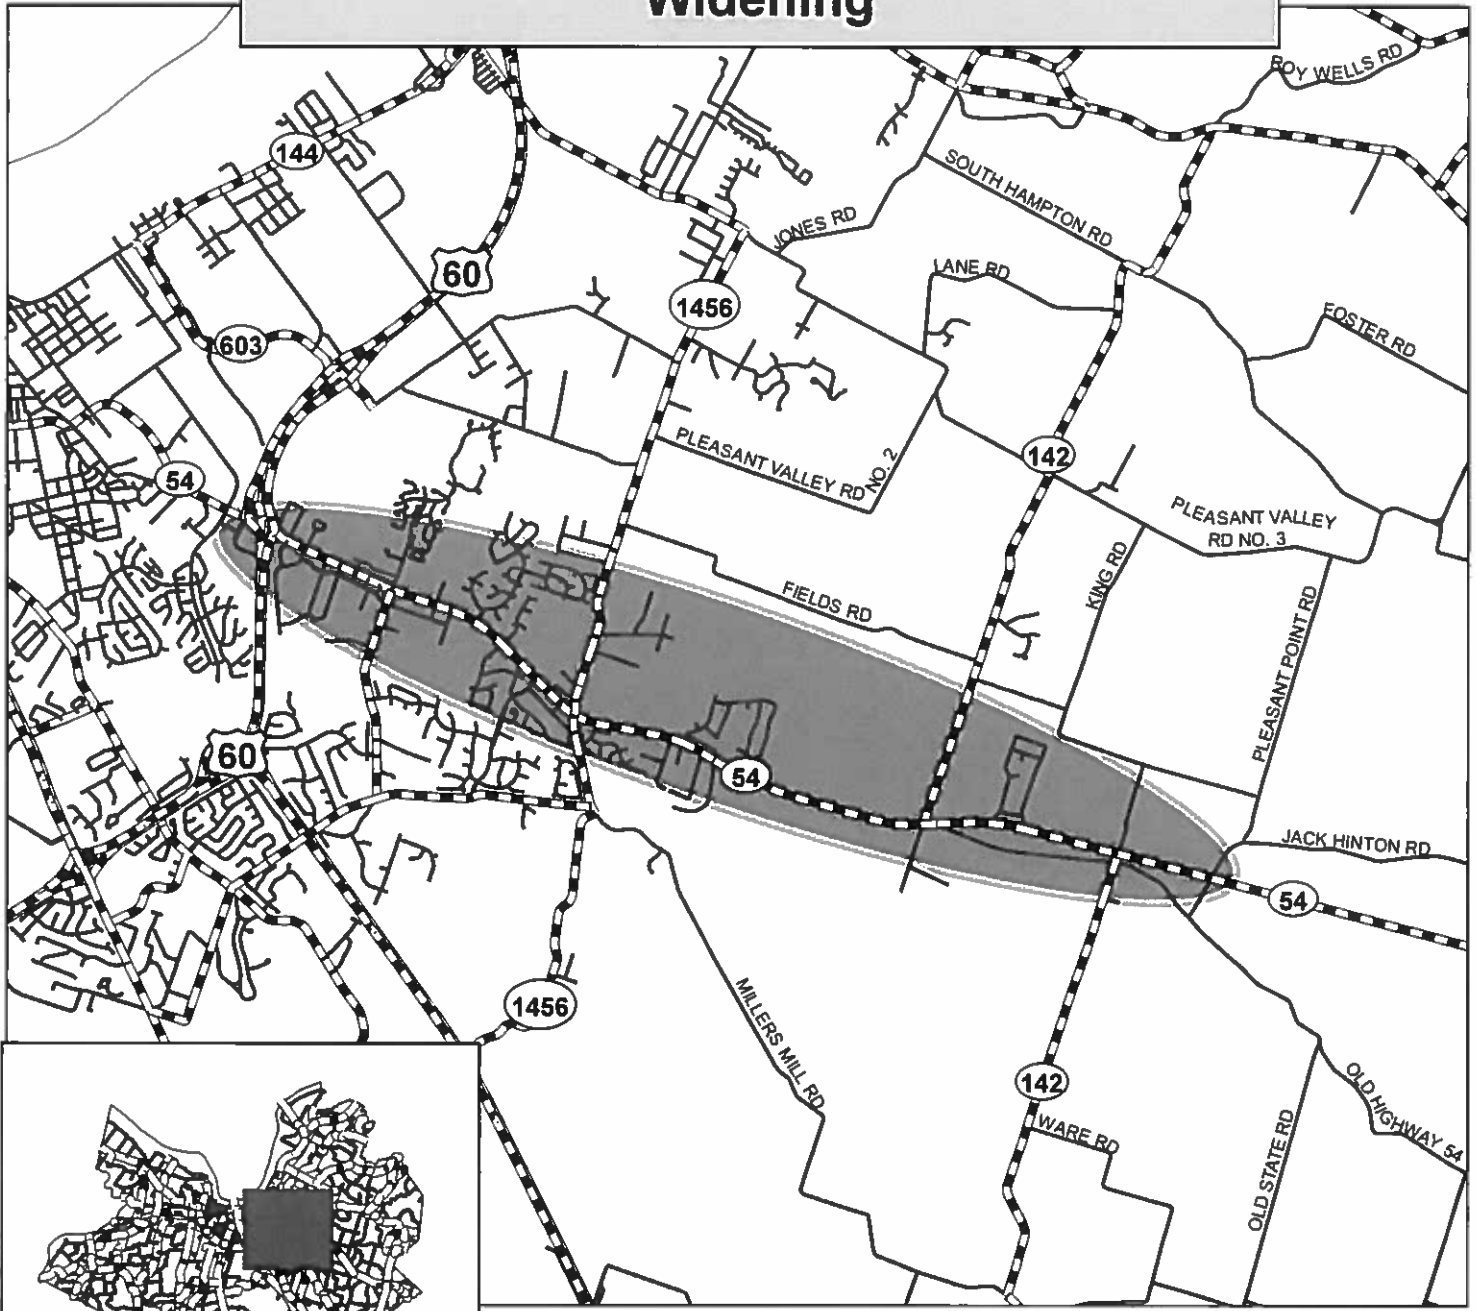 Widening
ROY WELLS RD
144
SOUTH HAMPTON RD
JONES RD
60
LANE RD
1456
603
FOSTER RD
PLEASANT VALLEY RD
NO. 2
142
54
PLEASANT VALLEY
RD NO. 3
KING RD
FIELDS RD
PLEASANT POINT RD
60
54
JACK HINTON RD
54
1456
MILLERS MILL RD
142
WARE RD
OLD STATE RD
OLD HIGHWAY 54